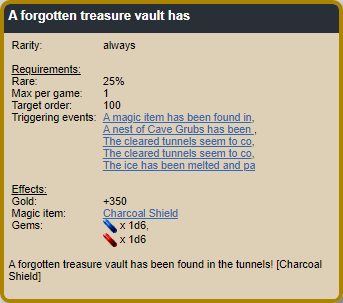 A forgotten treasure vault has
Rarity: always
Requirements:
Rare: 25%
Max per game: 1
Target order: 100
Triggering events: A magic item has been found in,
A nest of Cave Grubs has been ,
The cleared tunnels seem to co,
The cleared tunnels seem to co,
The ice has been melted and pa
Effects:
Gold: +350
Magic item: Charcoal Shield
Gems: x 1d6,
x 1d6
A forgotten treasure vault has been found in the tunnels! [Charcoal
Shield]